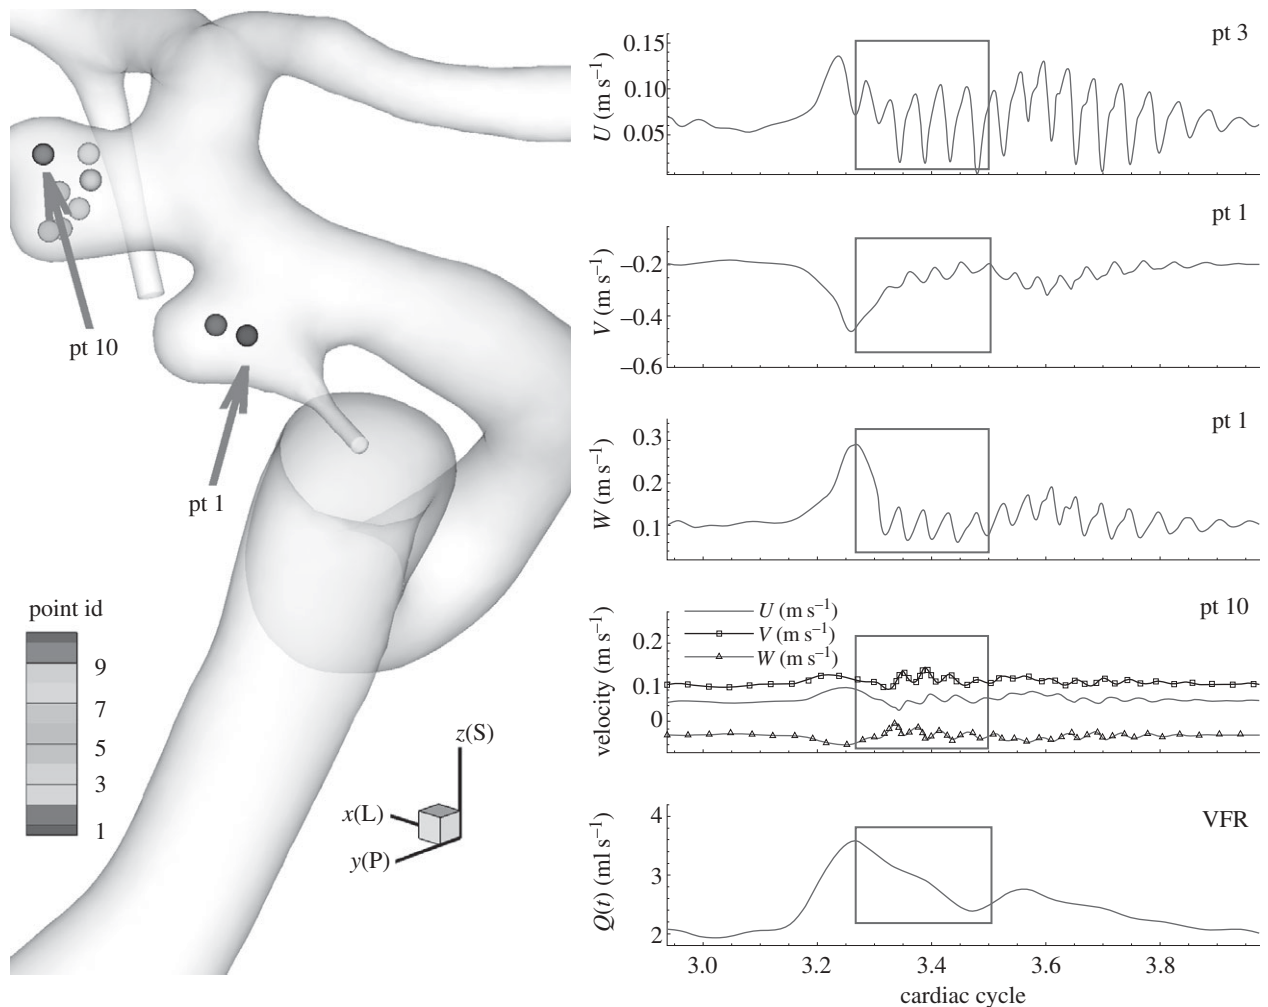 pt 10
pt 1
point id
9
7
5
3
1
z(S)
x(L)
y(P)
pt 3
0.15
0.10
0.05
U (m s⁻¹)
pt 1
–0.2
–0.4
–0.6
V (m s⁻¹)
pt 1
0.3
0.2
0.1
W (m s⁻¹)
pt 10
U (m s⁻¹)
V (m s⁻¹)
W (m s⁻¹)
0.2
0.1
0
velocity (m s⁻¹)
VFR
4
3
2
Q(t) (ml s⁻¹)
3.0 3.2 3.4 3.6 3.8
cardiac cycle